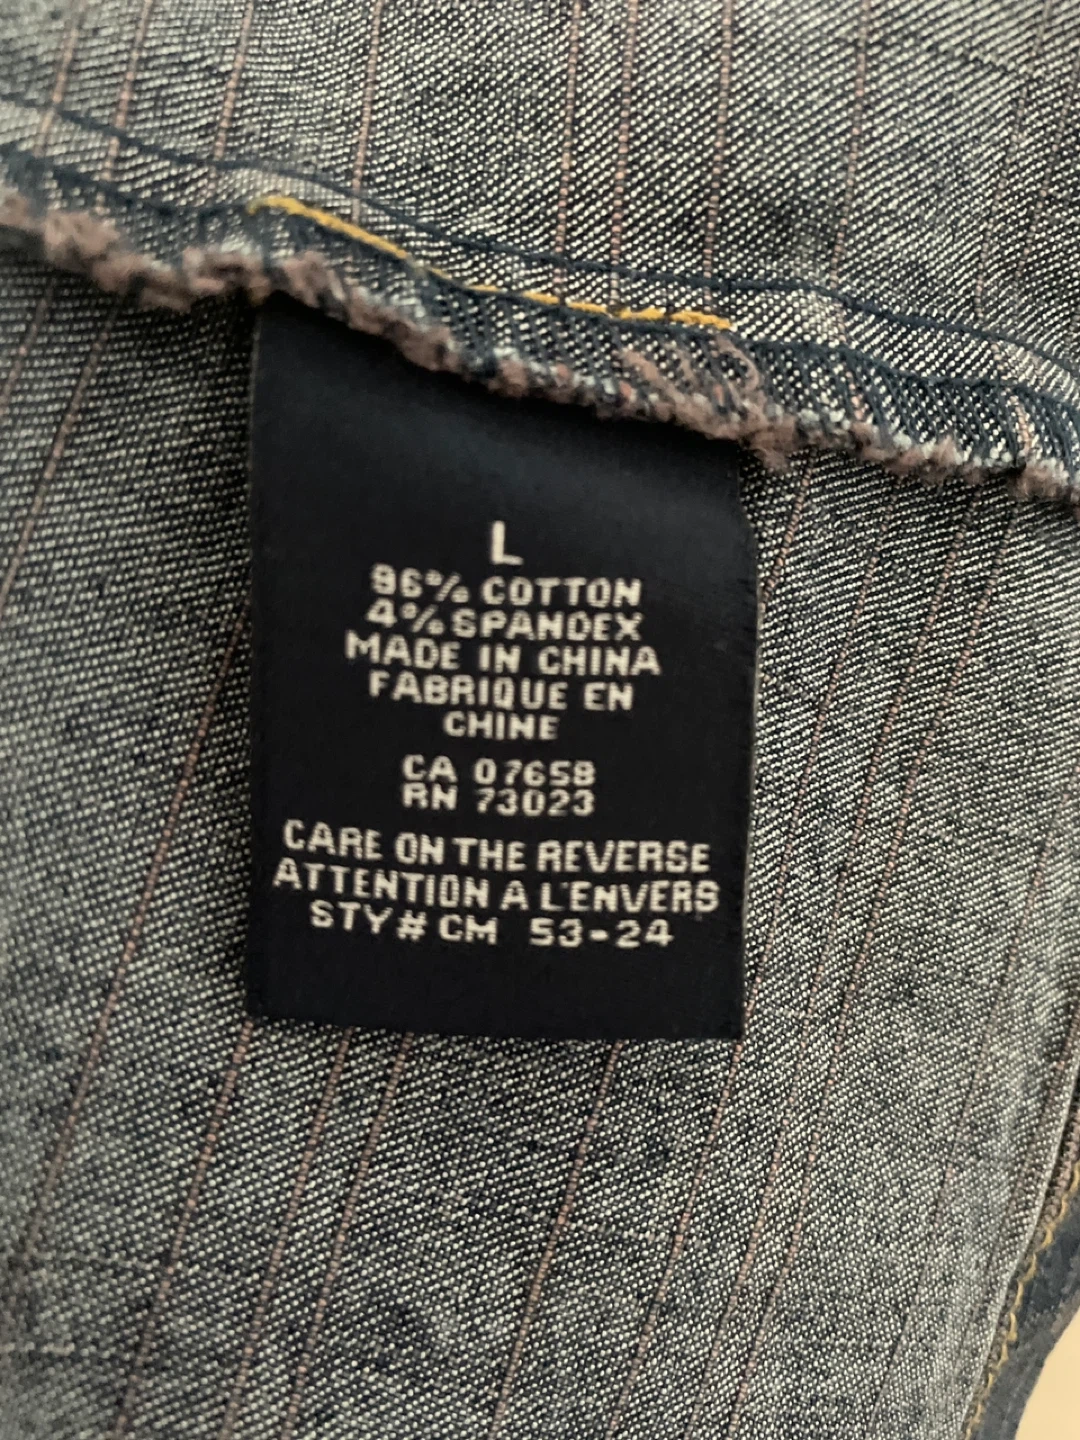 L
96% COTTON
4% SPANDEX
MADE IN CHINA
FABRIQUE EN
CHINE
CA 07658
RN 73023
CARE ON THE REVERSE
ATTENTION A L'ENVERS
STY# CM 53-24